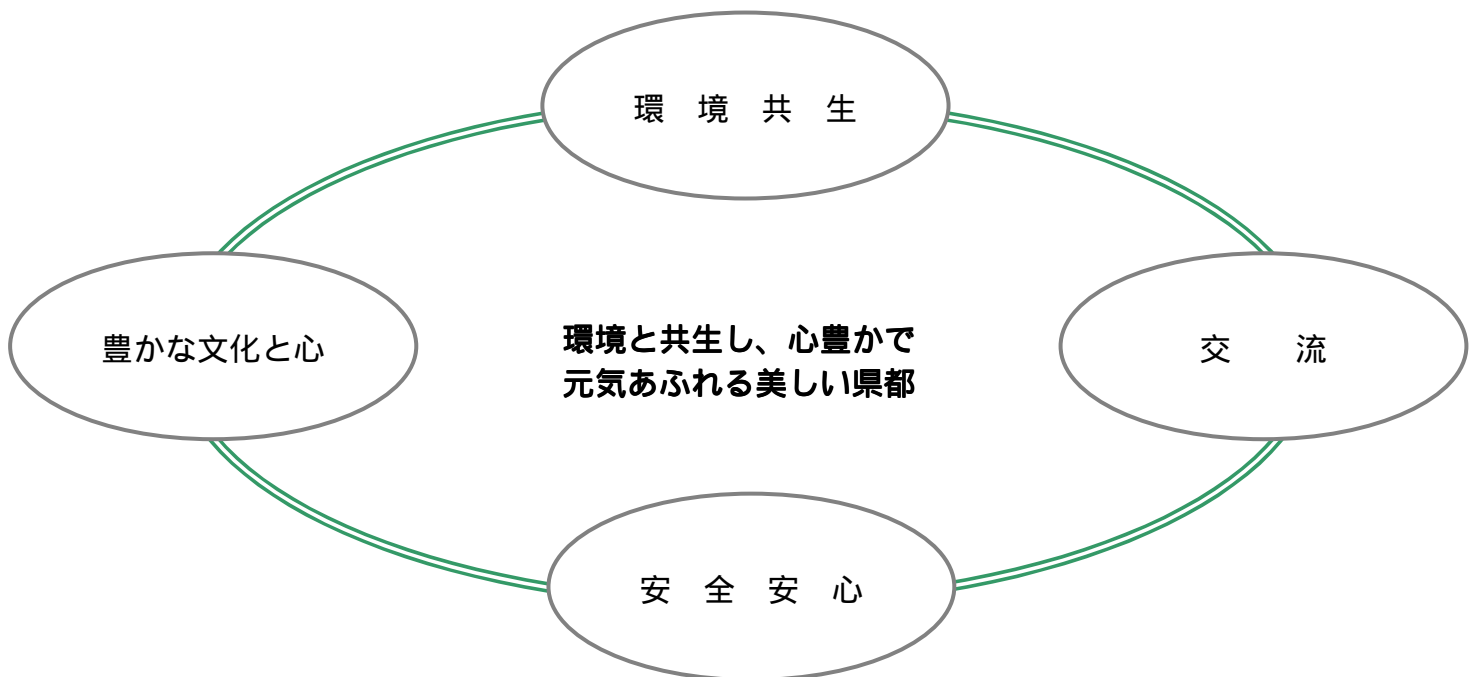 環　境　共　生
豊かな文化と心
環境と共生し、心豊かで
元気あふれる美しい県都
交　　流
安　全　安　心